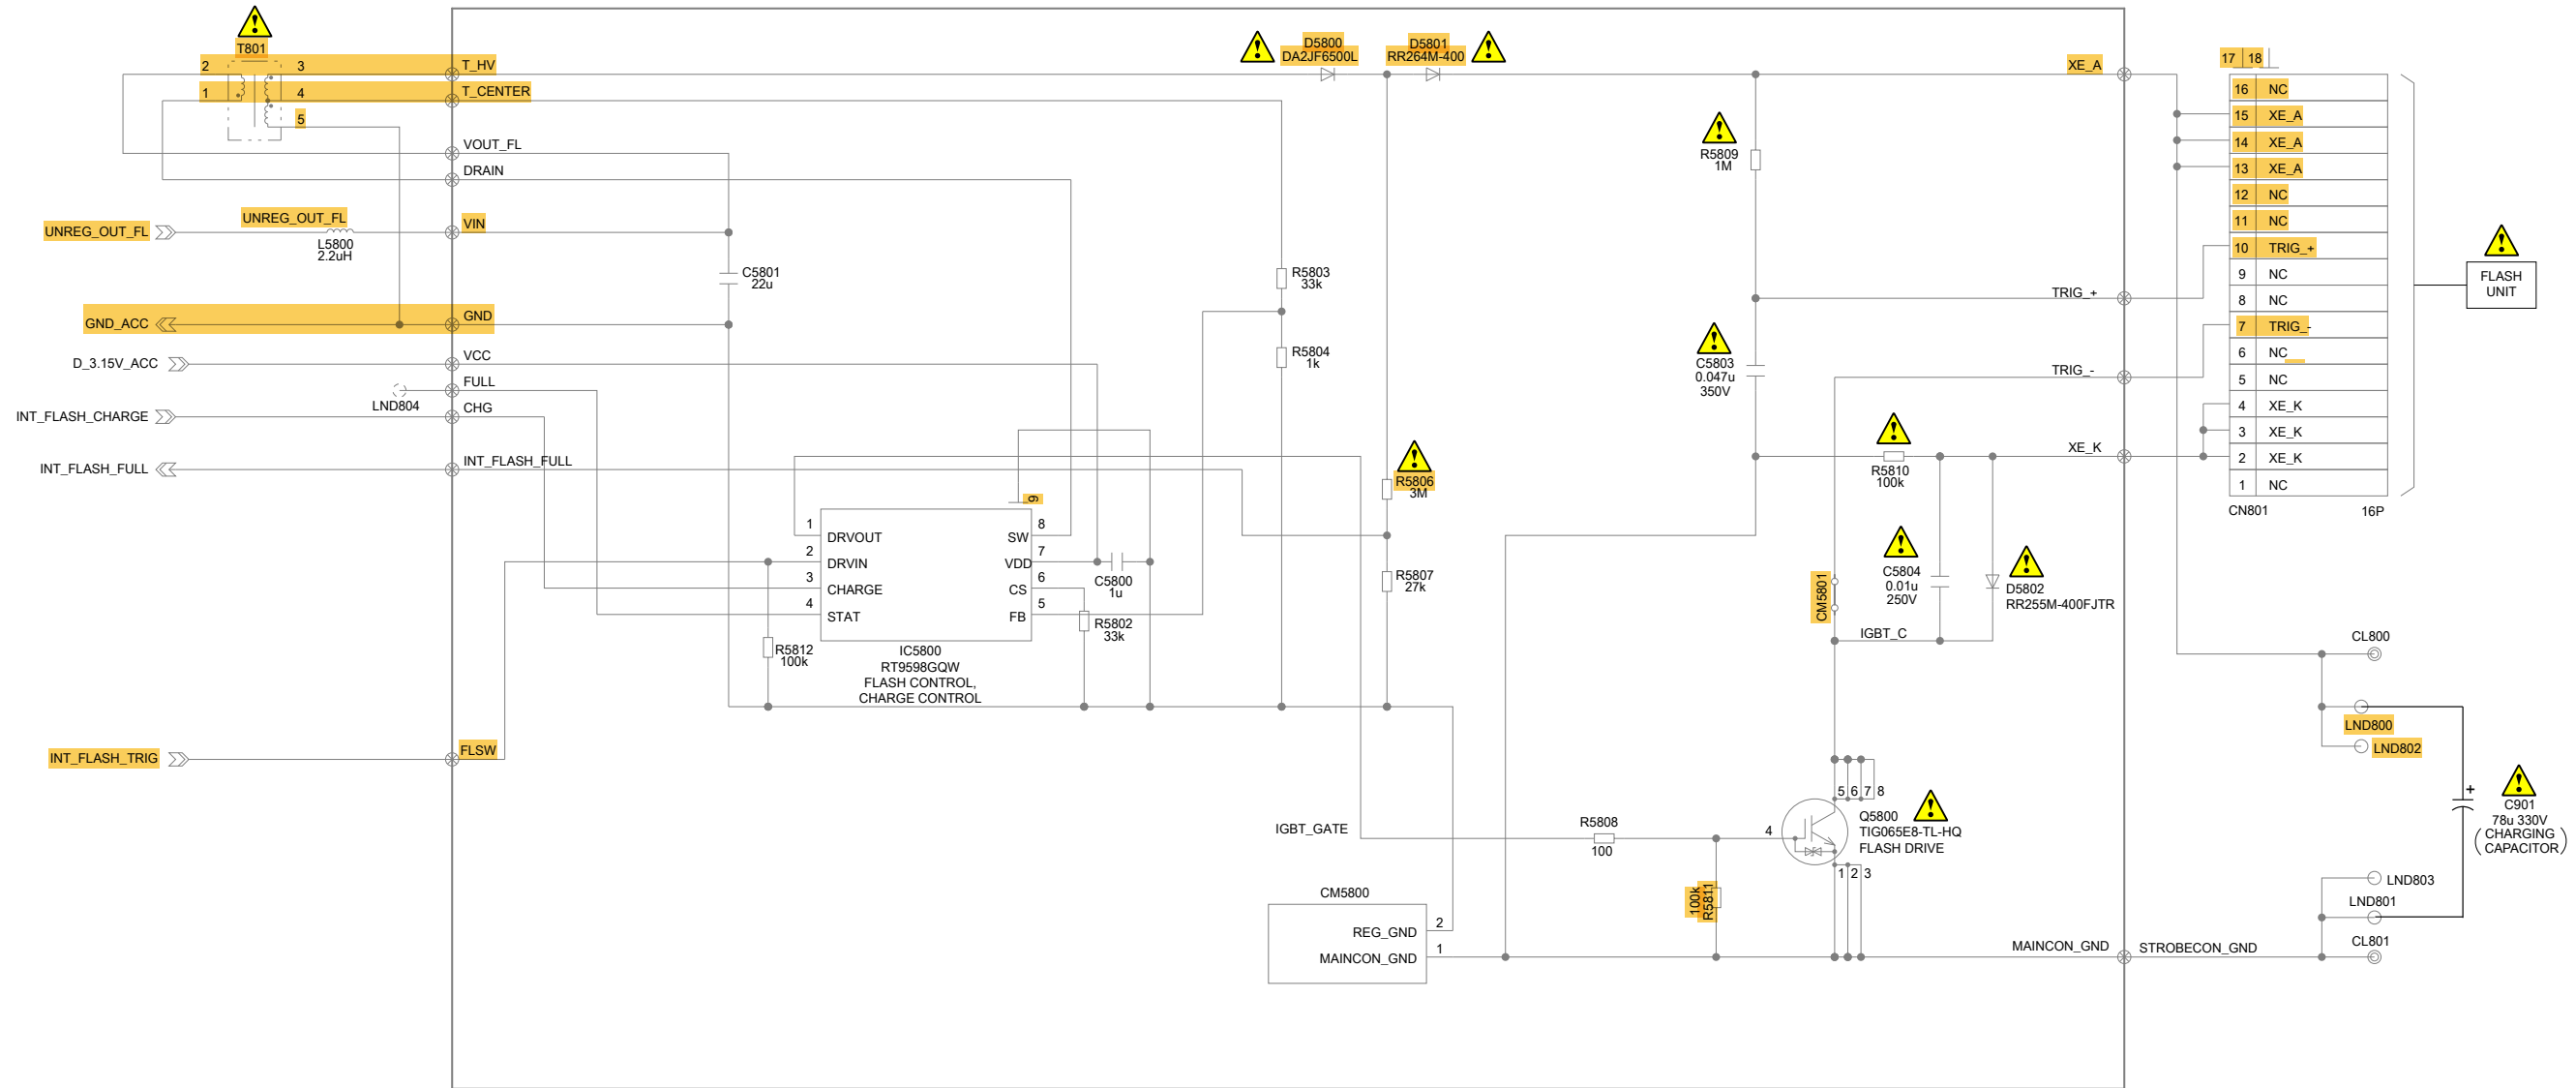 T801
2
3
T_HV
1
4
T_CENTER
5
VOUT_FL
DRAIN
UNREG_OUT_FL
UNREG_OUT_FL
VIN
L5800
2.2uH
C5801
22u
GND_ACC
GND
D_3.15V_ACC
VCC
FULL
LND804
INT_FLASH_CHARGE
CHG
INT_FLASH_FULL
INT_FLASH_FULL
INT_FLASH_TRIG
FLSW
D5800
DA2JF6500L
D5801
RR264M-400
XE_A
R5809
1M
R5803
33k
R5804
1k
TRIG_+
C5803
0.047u
350V
TRIG_-
R5806
3M
R5807
27k
XE_K
R5810
100k
C5804
0.01u
250V
D5802
RR255M-400FJTR
CM5801
IGBT_C
9
1
DRVOUT
2
DRVIN
3
CHARGE
4
STAT
8
SW
7
VDD
6
CS
5
FB
C5800
1u
R5802
33k
R5812
100k
IC5800
RT9598GQW
FLASH CONTROL,
CHARGE CONTROL
IGBT_GATE
R5808
100
100k
R5811
4
5 6 7 8
Q5800
TIG065E8-TL-HQ
FLASH DRIVE
1 2 3
CM5800
REG_GND
2
MAINCON_GND
1
MAINCON_GND
STROBECON_GND
17 18
16 NC
15 XE_A
14 XE_A
13 XE_A
12 NC
11 NC
10 TRIG_+
9 NC
8 NC
7 TRIG_-
6 NC
5 NC
4 XE_K
3 XE_K
2 XE_K
1 NC
CN801
16P
FLASH
UNIT
CL800
LND800
LND802
+
C901
78u 330V
( CHARGING
CAPACITOR )
LND803
LND801
CL801